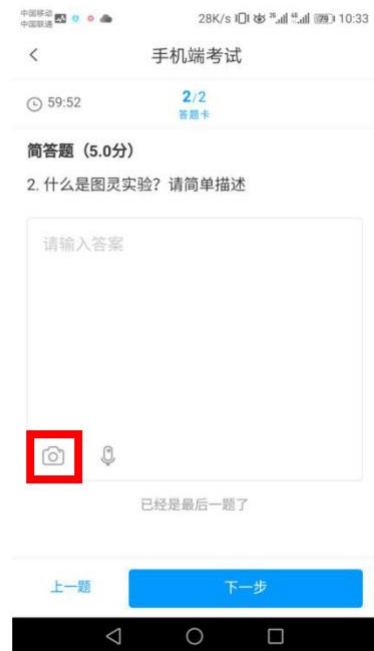 中国移动
中国联通
28K/s
2G
4G
79
10:33
手机端考试
59:52
2/2
答题卡
简答题（5.0分）
2. 什么是图灵实验？请简单描述
请输入答案
已经是最后一题了
上一题
下一步